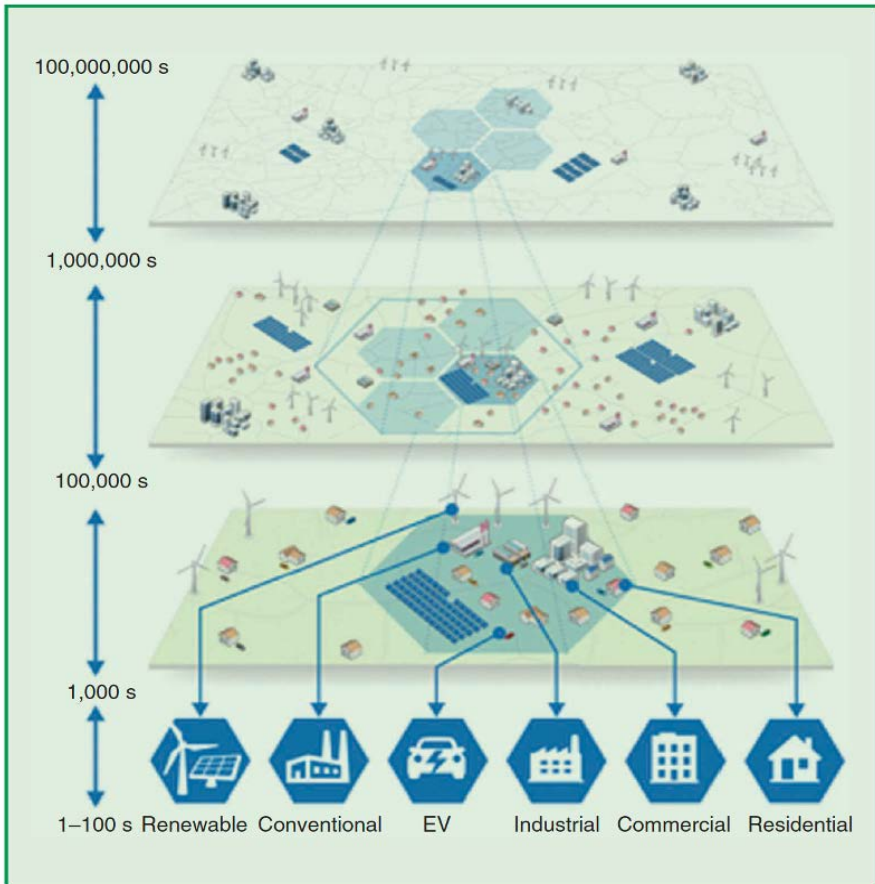 100,000,000 s
1,000,000 s
100,000 s
1,000 s
1–100 s Renewable Conventional EV Industrial Commercial Residential